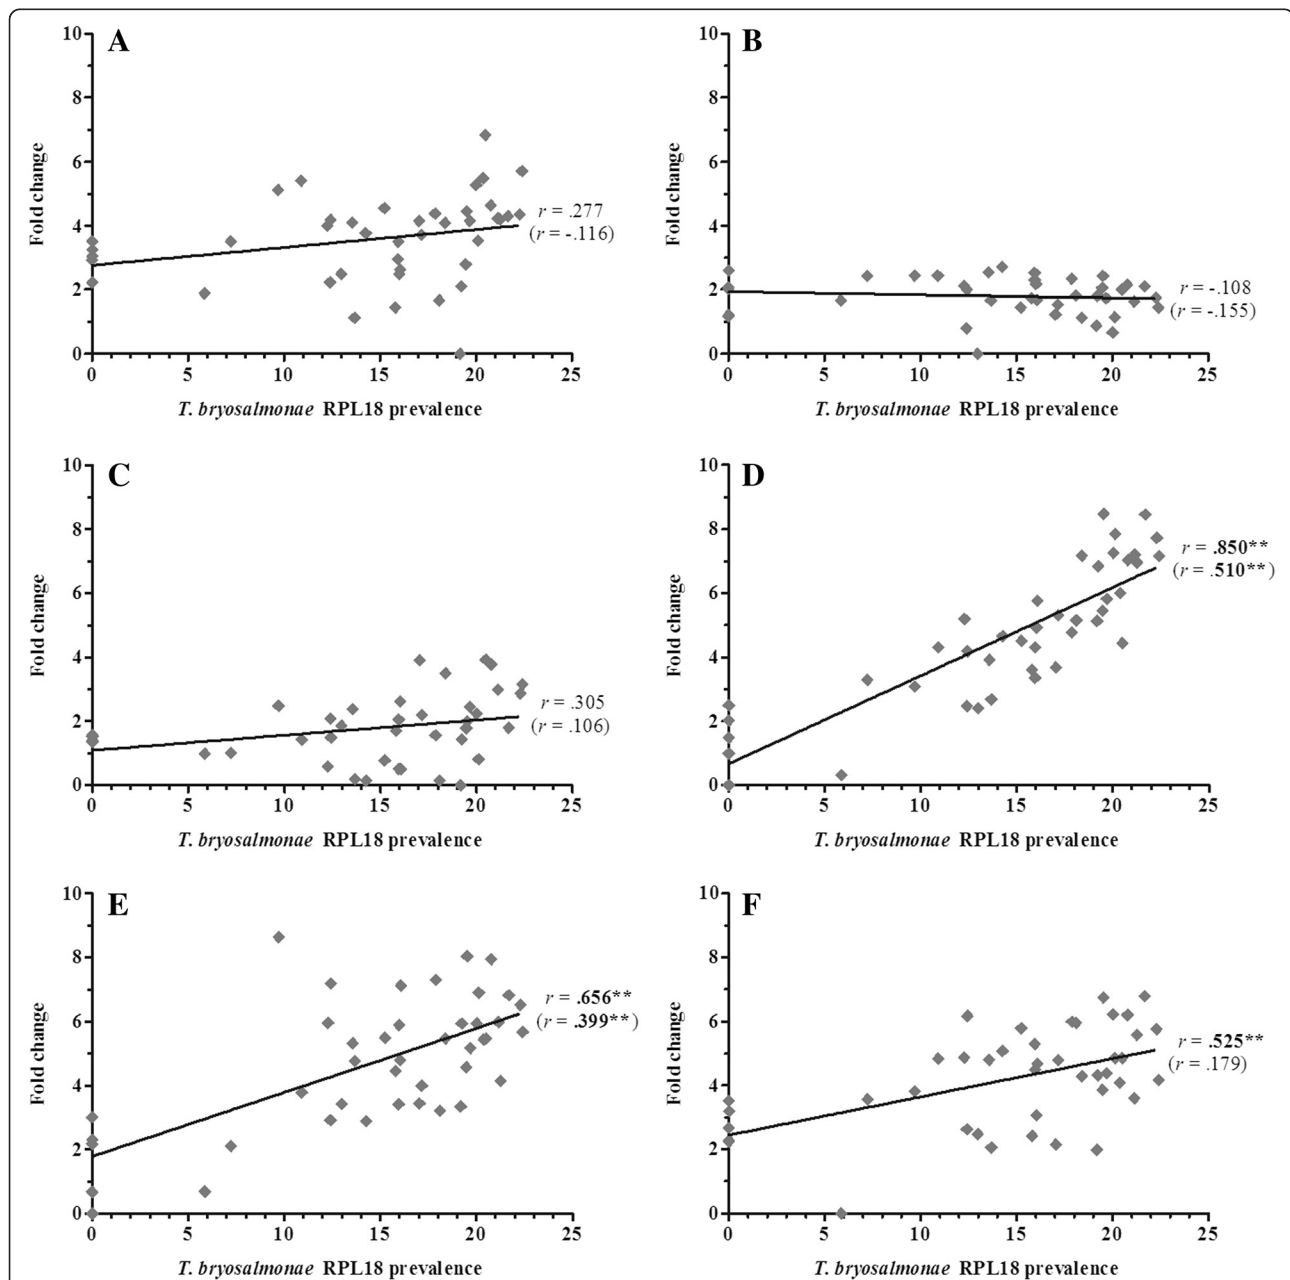 A
10
8
6
4
2
0
Fold change
r = .277
(r = -.116)
0 5 10 15 20 25
T. bryosalmonae RPL18 prevalence
B
10
8
6
4
2
0
Fold change
r = -.108
(r = -.155)
0 5 10 15 20 25
T. bryosalmonae RPL18 prevalence
C
10
8
6
4
2
0
Fold change
r = .305
(r = .106)
0 5 10 15 20 25
T. bryosalmonae RPL18 prevalence
D
10
8
6
4
2
0
Fold change
r = .850**
(r = .510**)
0 5 10 15 20 25
T. bryosalmonae RPL18 prevalence
E
10
8
6
4
2
0
Fold change
r = .656**
(r = .399**)
0 5 10 15 20 25
T. bryosalmonae RPL18 prevalence
F
10
8
6
4
2
0
Fold change
r = .525**
(r = .179)
0 5 10 15 20 25
T. bryosalmonae RPL18 prevalence